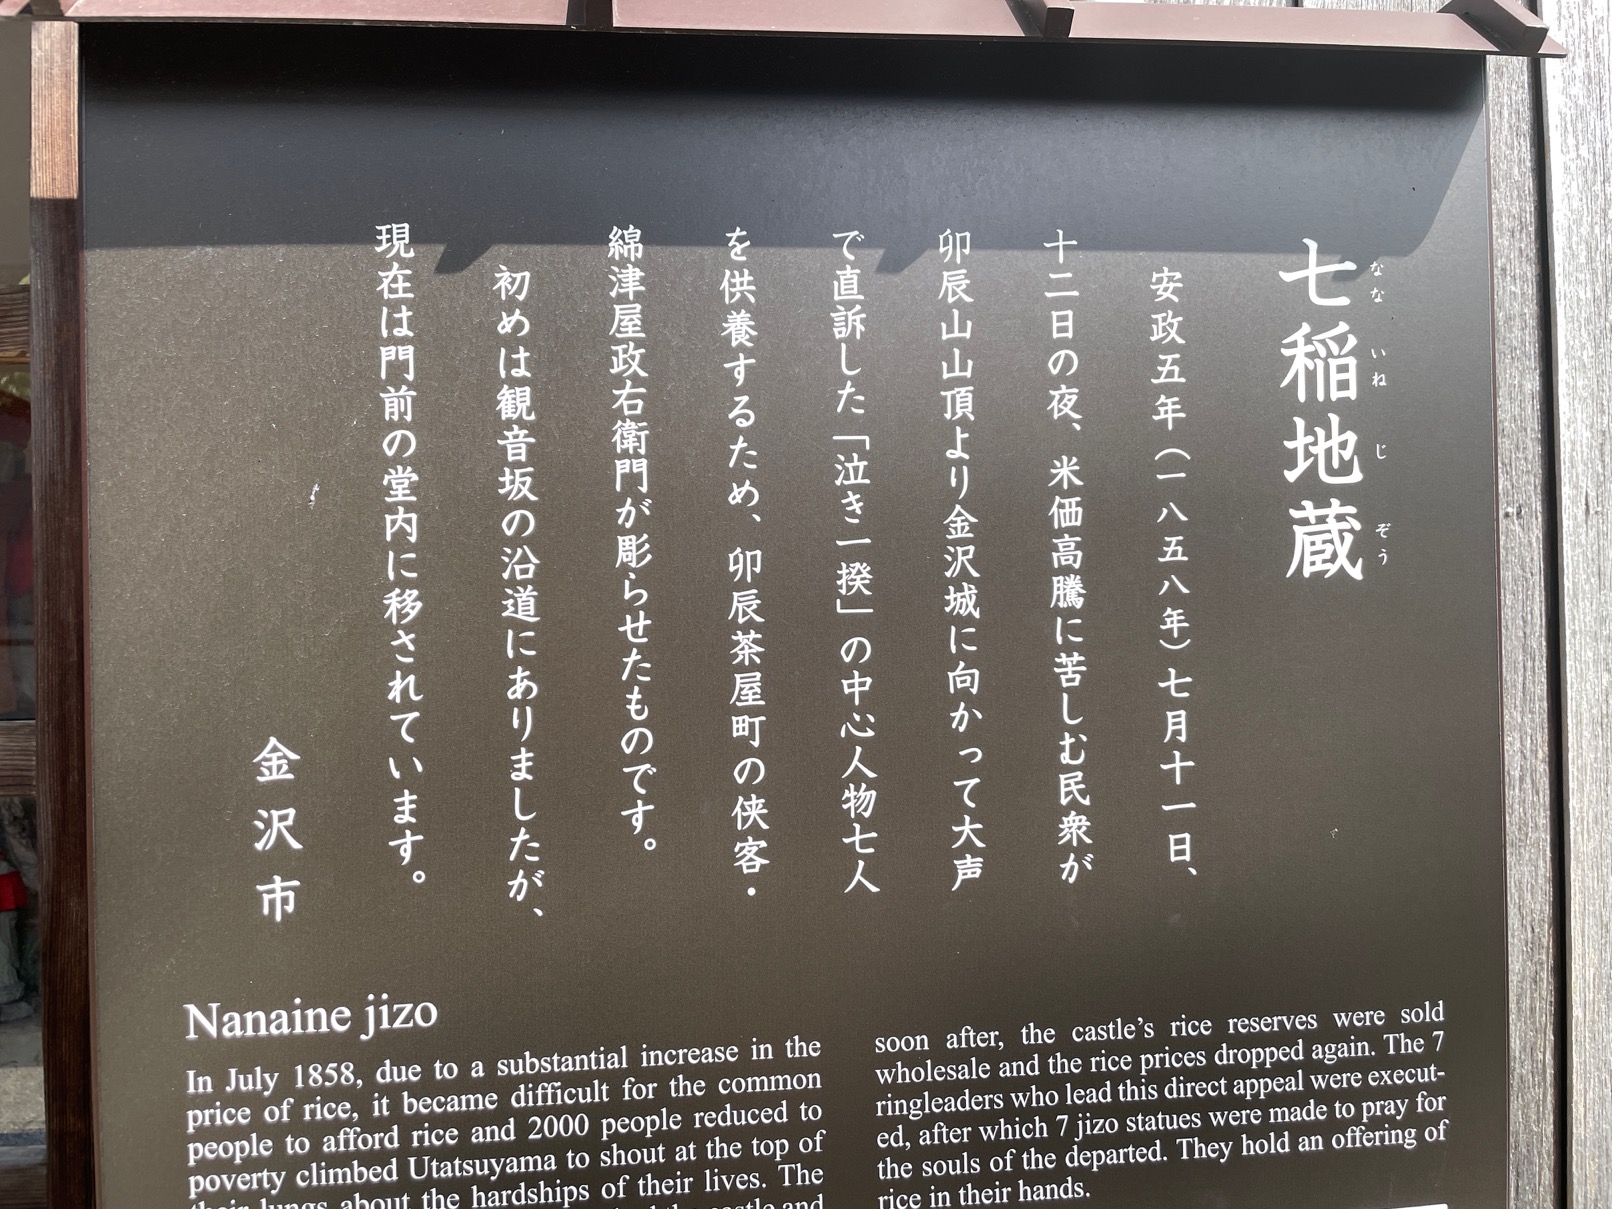 七稲地蔵
なな いね じ ぞう
安政五年（一八五八年）七月十一日、
十二日の夜、米価高騰に苦しむ民衆が
卯辰山山頂より金沢城に向かって大声
で直訴した「泣き一揆」の中心人物七人
を供養するため、卯辰茶屋町の侠客・
綿津屋政右衛門が彫らせたものです。
初めは観音坂の沿道にありましたが、
現在は門前の堂内に移されています。
金沢市
Nanaine jizo
In July 1858, due to a substantial increase in the
price of rice, it became difficult for the common
people to afford rice and 2000 people reduced to
poverty climbed Utatsuyama to shout at the top of
their lungs about the hardships of their lives. The
castle and
soon after, the castle's rice reserves were sold
wholesale and the rice prices dropped again. The 7
ringleaders who lead this direct appeal were execut-
ed, after which 7 jizo statues were made to pray for
the souls of the departed. They hold an offering of
rice in their hands.